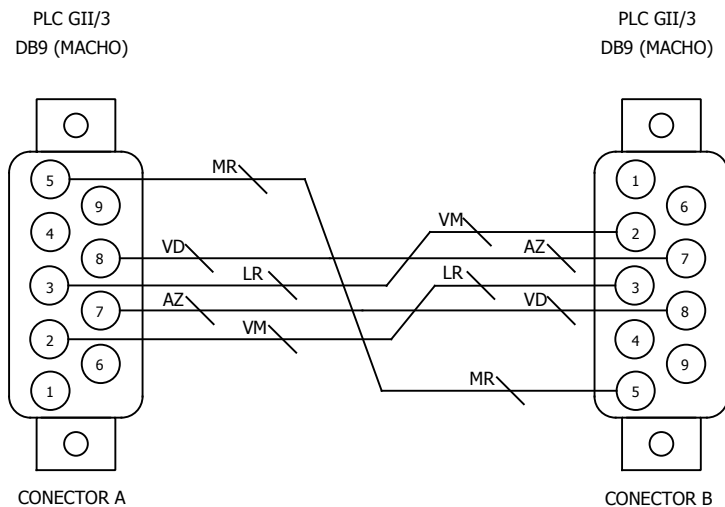 PLC GII/3
DB9 (MACHO)
PLC GII/3
DB9 (MACHO)
5
9
4
8
3
7
2
6
1
MR
VD
LR
AZ
VM
VM
AZ
LR
VD
MR
1
6
2
7
3
8
4
9
5
CONECTOR A
CONECTOR B